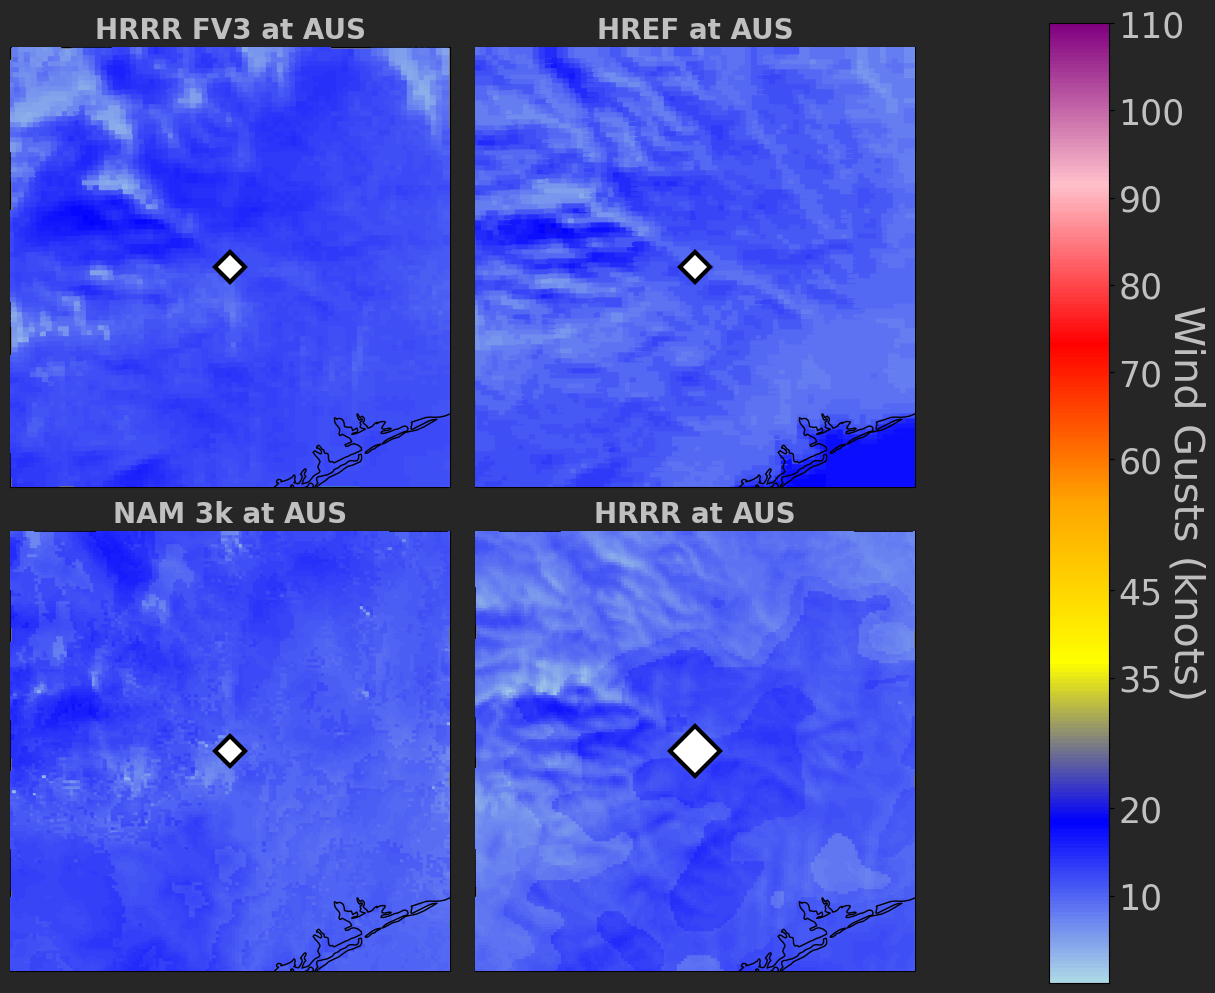 HRRR FV3 at AUS
HREF at AUS
NAM 3k at AUS
HRRR at AUS
110
100
90
80
70
60
45
35
20
10
Wind Gusts (knots)